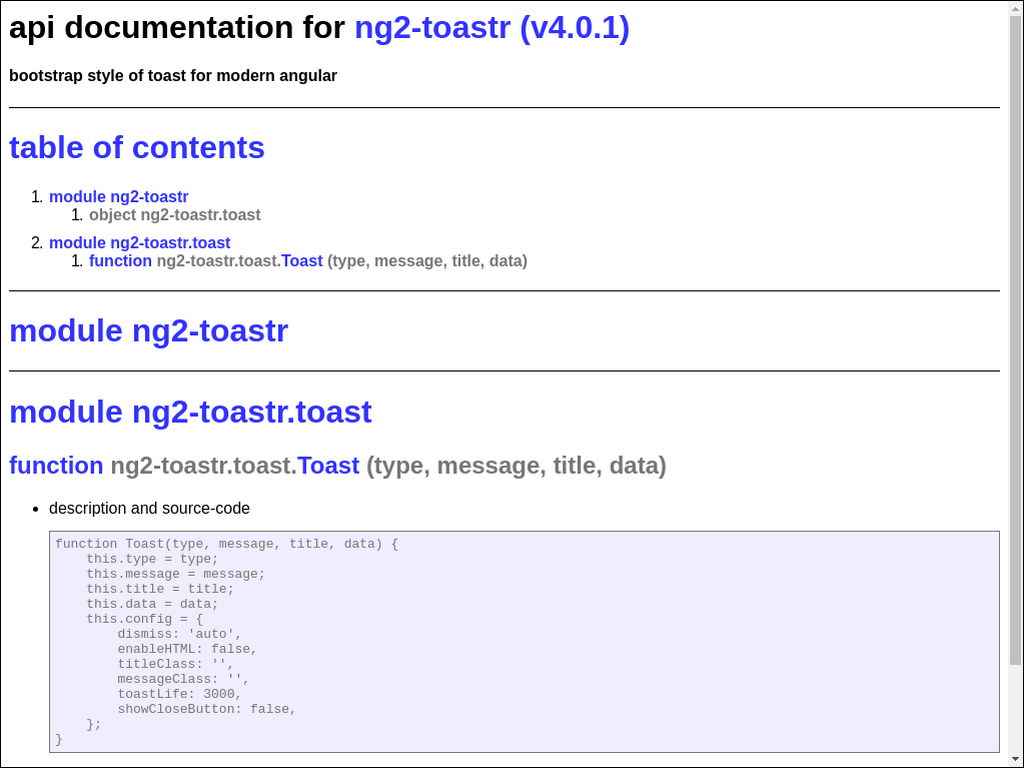 api documentation for ng2-toastr (v4.0.1)
bootstrap style of toast for modern angular
table of contents
1. module ng2-toastr
1. object ng2-toastr.toast
2. module ng2-toastr.toast
1. function ng2-toastr.toast.Toast (type, message, title, data)
module ng2-toastr
module ng2-toastr.toast
function ng2-toastr.toast.Toast (type, message, title, data)
• description and source-code
function Toast(type, message, title, data) {
    this.type = type;
    this.message = message;
    this.title = title;
    this.data = data;
    this.config = {
        dismiss: 'auto',
        enableHTML: false,
        titleClass: '',
        messageClass: '',
        toastLife: 3000,
        showCloseButton: false,
    };
}